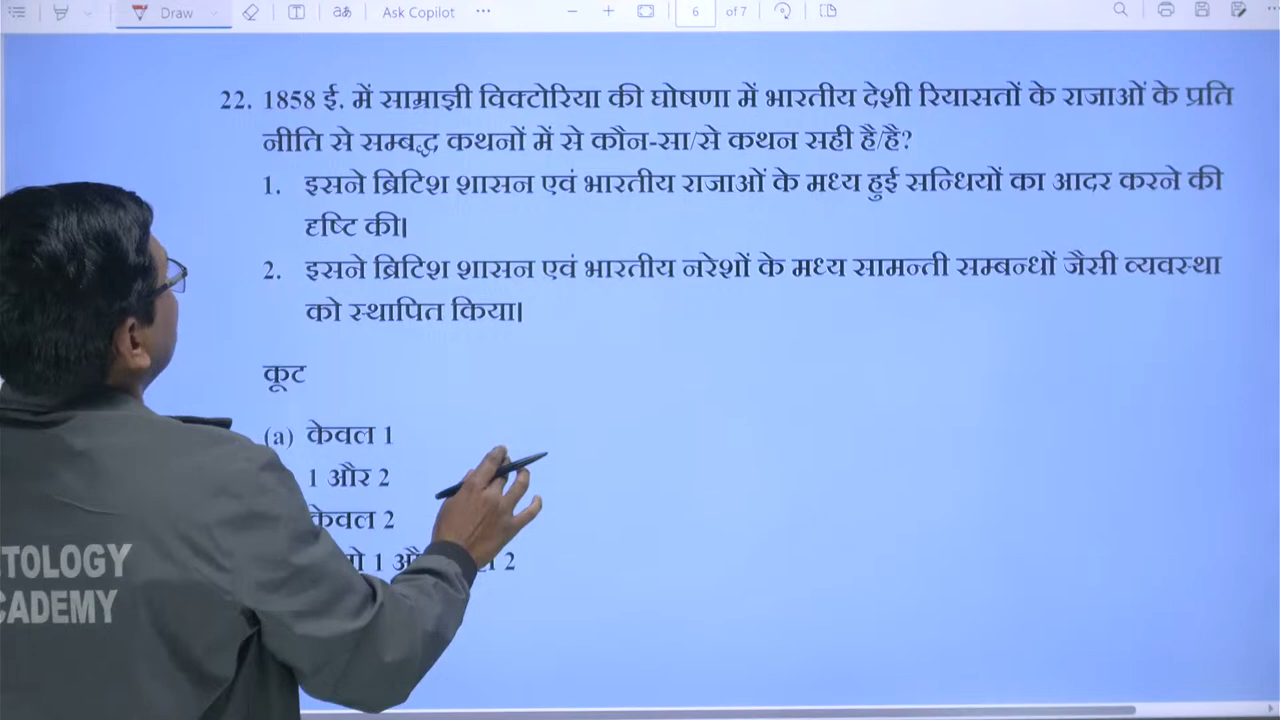 Draw
Ask Copilot
6 of 7
22. 1858 ई. में साम्राज्ञी विक्टोरिया की घोषणा में भारतीय देशी रियासतों के राजाओं के प्रति
नीति से सम्बद्ध कथनों में से कौन-सा/से कथन सही है/है?
1. इसने ब्रिटिश शासन एवं भारतीय राजाओं के मध्य हुई सन्धियों का आदर करने की
दृष्टि की।
2. इसने ब्रिटिश शासन एवं भारतीय नरेशों के मध्य सामन्ती सम्बन्धों जैसी व्यवस्था
को स्थापित किया।
कूट
(a) केवल 1
1 और 2
केवल 2
1 2
TOLOGY
CADEMY